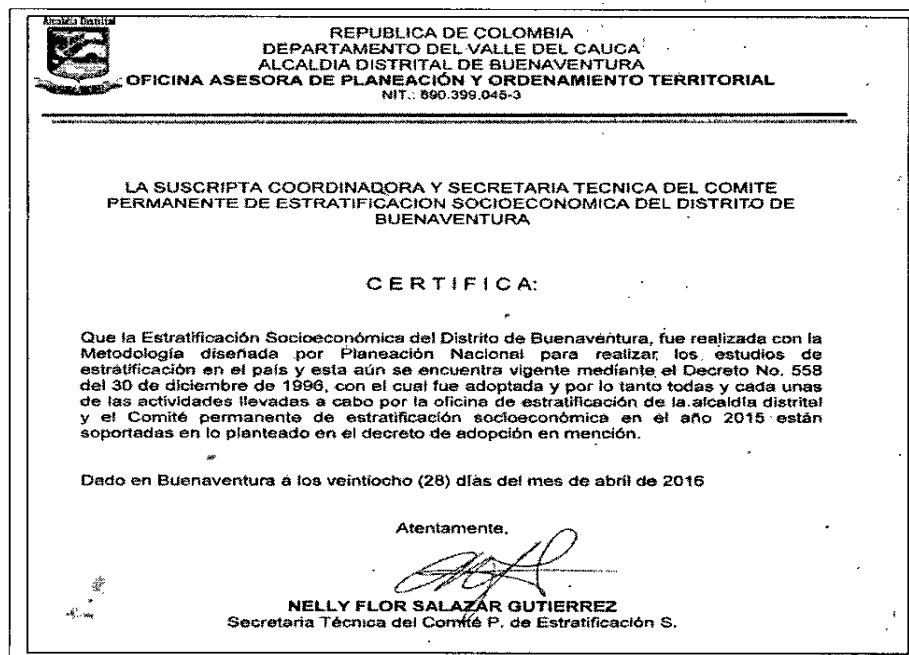 Alcaldía Distrital
REPUBLICA DE COLOMBIA
DEPARTAMENTO DEL VALLE DEL CAUCA
ALCALDIA DISTRITAL DE BUENAVENTURA
OFICINA ASESORA DE PLANEACIÓN Y ORDENAMIENTO TERRITORIAL
NIT.: 890.399.045-3
LA SUSCRIPTA COORDINADORA Y SECRETARIA TECNICA DEL COMITE
PERMANENTE DE ESTRATIFICACION SOCIOECONOMICA DEL DISTRITO DE
BUENAVENTURA
CERTIFICA:
Que la Estratificación Socioeconómica del Distrito de Buenaventura, fue realizada con la
Metodología diseñada por Planeación Nacional para realizar los estudios de
estratificación en el país y esta aún se encuentra vigente mediante el Decreto No. 558
del 30 de diciembre de 1996, con el cual fue adoptada y por lo tanto todas y cada unas
de las actividades llevadas a cabo por la oficina de estratificación de la alcaldía distrital
y el Comité permanente de estratificación socioeconómica en el año 2015 están
soportadas en lo planteado en el decreto de adopción en mención.
Dado en Buenaventura a los veintiocho (28) días del mes de abril de 2016
Atentamente,
NELLY FLOR SALAZAR GUTIERREZ
Secretaria Técnica del Comité P. de Estratificación S.